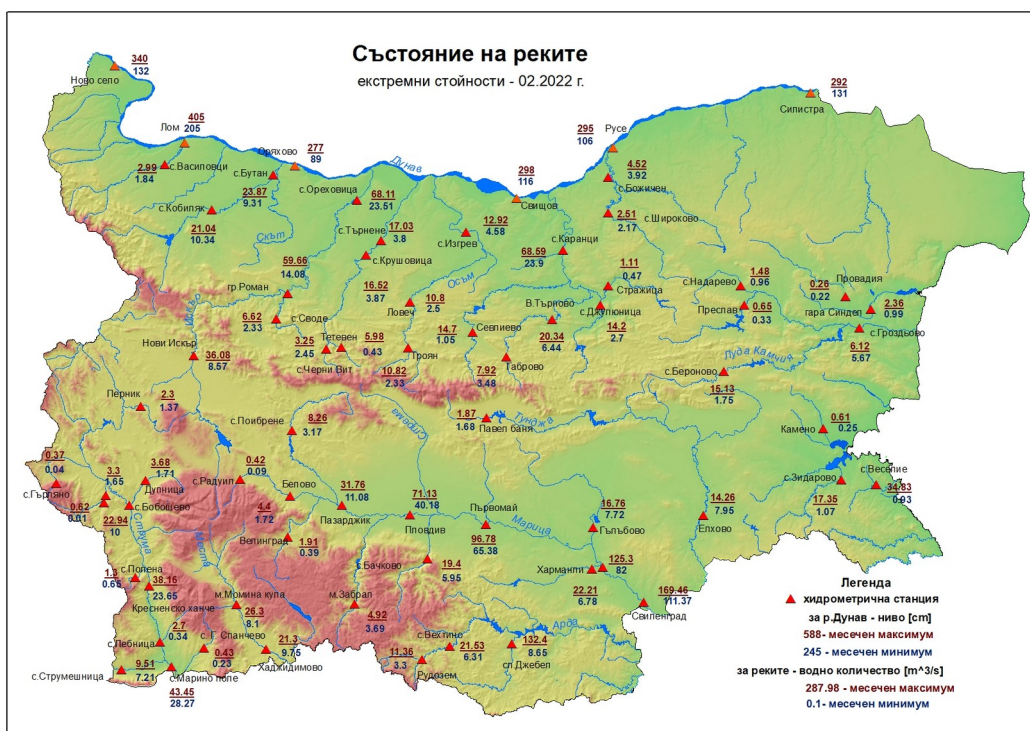 Състояние на реките
екстремни стойности - 02.2022 г.
340
132
Ново село
292
131
Силистра
405
205
Лом
295
106
Русе
277
89
Оряхово
Дунав
298
116
Свищов
2.99
1.84
с.Василовци
с.Бутан
23.87
9.31
с.Ореховица
68.11
23.51
4.52
3.92
с.Божичен
с.Кобиляк
21.04
10.34
Скът
с.Търнене
17.03
3.8
12.92
4.58
с.Изгрев
2.51
2.17
с.Широково
с.Каранци
68.59
23.9
с.Крушовица
59.66
14.08
гр.Роман
16.52
3.87
Осъм
1.11
0.47
Стражица
с.Надарево
1.48
0.96
Провадия
0.26
0.22
Искър
10.8
2.5
Ловеч
В.Търново
с.Джулюница
Преслав
0.65
0.33
гара Синдел
2.36
0.99
6.62
2.33
с.Своде
Тетевен
5.98
0.43
14.7
1.05
Севлиево
20.34
6.44
14.2
2.7
с.Гроздьово
6.12
5.67
Нови Искър
36.08
8.57
3.25
2.45
с.Черни Вит
Троян
10.82
2.33
Габрово
7.92
3.48
Луда Камчия
с.Бероново
15.13
1.75
Перник
2.3
1.37
с.Поибрене
8.26
3.17
Стряма
1.87
1.68
Павел баня
Тунджа
Камено
0.61
0.25
0.37
0.04
с.Гърляно
3.3
1.65
3.68
1.71
Дупница
с.Радуил
0.42
0.09
Белово
31.76
11.08
Пазарджик
71.13
40.18
Пловдив
Първомай
96.78
65.38
16.76
7.72
Гълъбово
14.26
7.95
Елхово
с.Зидарово
17.35
1.07
с.Веселие
34.83
0.93
0.62
0.01
22.94
10
с.Бобошево
4.4
1.72
Струма
Места
Велинград
1.91
0.39
Марица
с.Бачково
19.4
5.95
Харманли
22.21
6.78
125.3
82
169.46
111.37
Свиленград
1.3
0.65
38.16
23.65
Кресненско ханче
м.Момина кула
26.3
8.1
м.Забрал
4.92
3.69
2.7
0.34
0.43
0.23
21.3
9.75
Хаджидимово
с.Вехтино
21.53
6.31
132.4
8.65
сп.Джебел
Арда
с.Струмешница
9.51
7.21
с.Марино поле
43.45
28.27
11.36
3.3
Рудозем
Легенда
хидрометрична станция
за р.Дунав - ниво [cm]
588- месечен максимум
245 - месечен минимум
за реките - водно количество [m^3/s]
287.98 - месечен максимум
0.1- месечен минимум